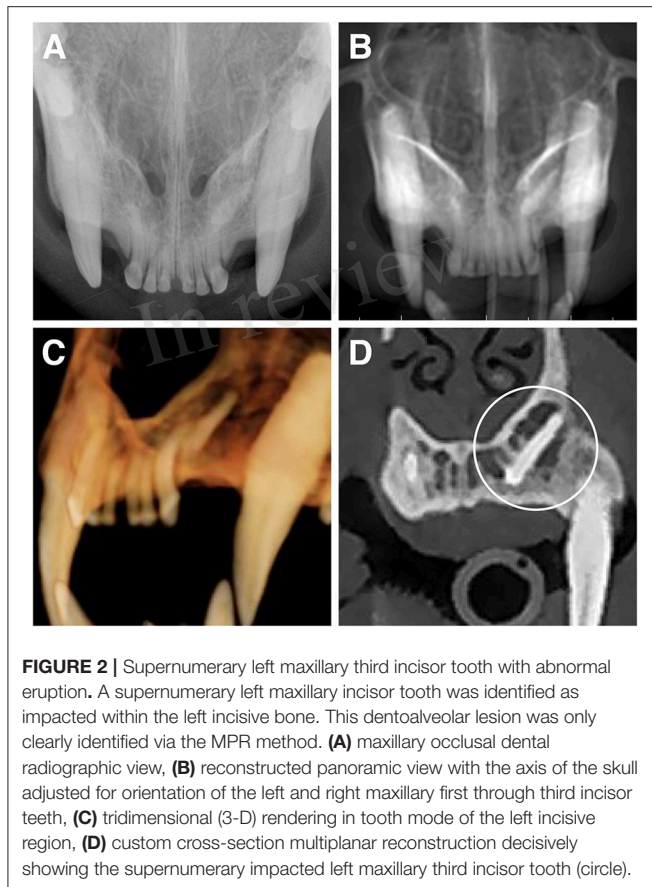 A
B
In review
C
D
FIGURE 2 | Supernumerary left maxillary third incisor tooth with abnormal
eruption. A supernumerary left maxillary incisor tooth was identified as
impacted within the left incisive bone. This dentoalveolar lesion was only
clearly identified via the MPR method. (A) maxillary occlusal dental
radiographic view, (B) reconstructed panoramic view with the axis of the skull
adjusted for orientation of the left and right maxillary first through third incisor
teeth, (C) tridimensional (3-D) rendering in tooth mode of the left incisive
region, (D) custom cross-section multiplanar reconstruction decisively
showing the supernumerary impacted left maxillary third incisor tooth (circle).